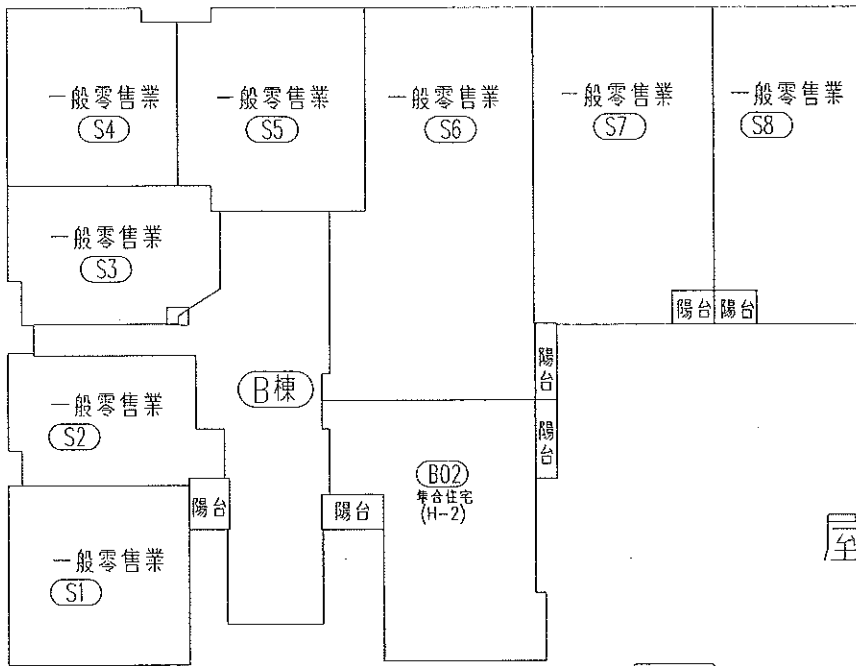 一般零售業
S4
一般零售業
S5
一般零售業
S6
一般零售業
S7
一般零售業
S8
一般零售業
S3
陽台
陽台
陽台
B棟
一般零售業
S2
陽台
B02
集合住宅
(H-2)
陽台
陽台
一般零售業
S1